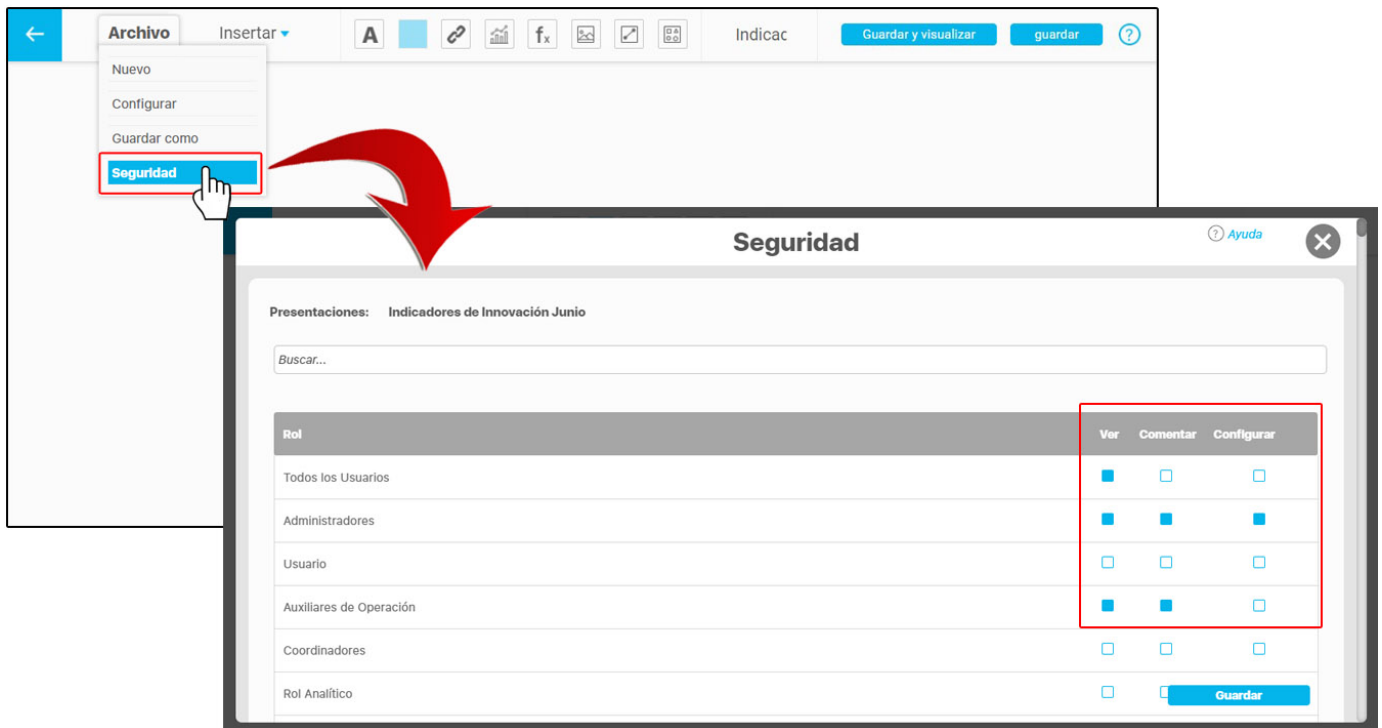 Archivo Insertar A fx Indicac Guardar y visualizar guardar ?
Nuevo
Configurar
Guardar como
Seguridad
Seguridad
? Ayuda
Presentaciones: Indicadores de Innovación Junio
Buscar...
Rol Ver Comentar Configurar
Todos los Usuarios
Administradores
Usuario
Auxiliares de Operación
Coordinadores
Rol Analítico
Guardar